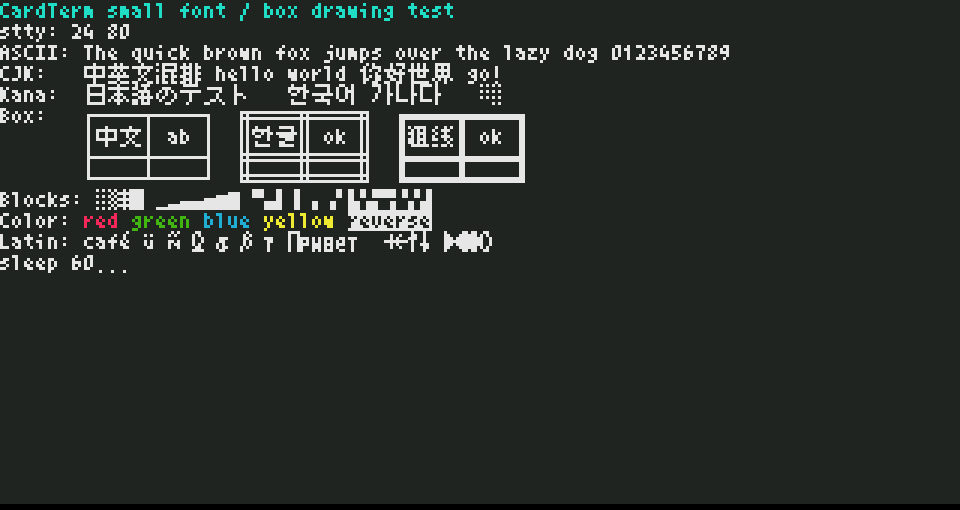 CardTerm small font / box drawing test
stty: 24 80
ASCII: The quick brown fox jumps over the lazy dog 0123456789
CJK: 中英文混排 hello world 你好世界 go!
Kana: 日本語のテスト 한국어 가나다
Box:
中文 ab 한글 ok 粗线 ok
Blocks:
Color: red green blue yellow reverse
Latin: café ü Ñ Ω Привет
sleep 60...